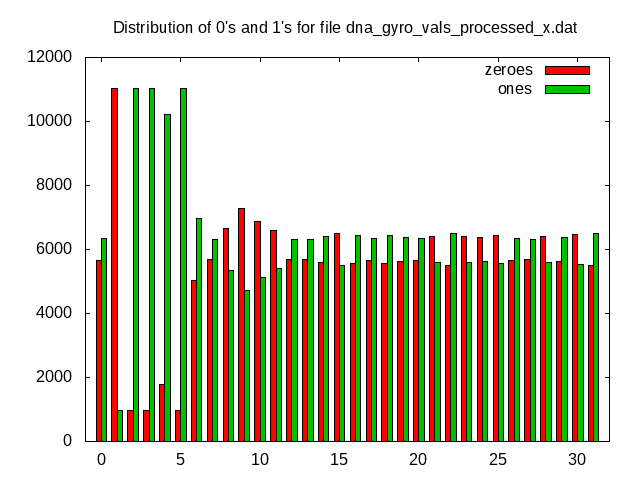 Distribution of 0's and 1's for file dna_gyro_vals_processed_x.dat
12000
10000
8000
6000
4000
2000
0
zeroes
ones
0 5 10 15 20 25 30